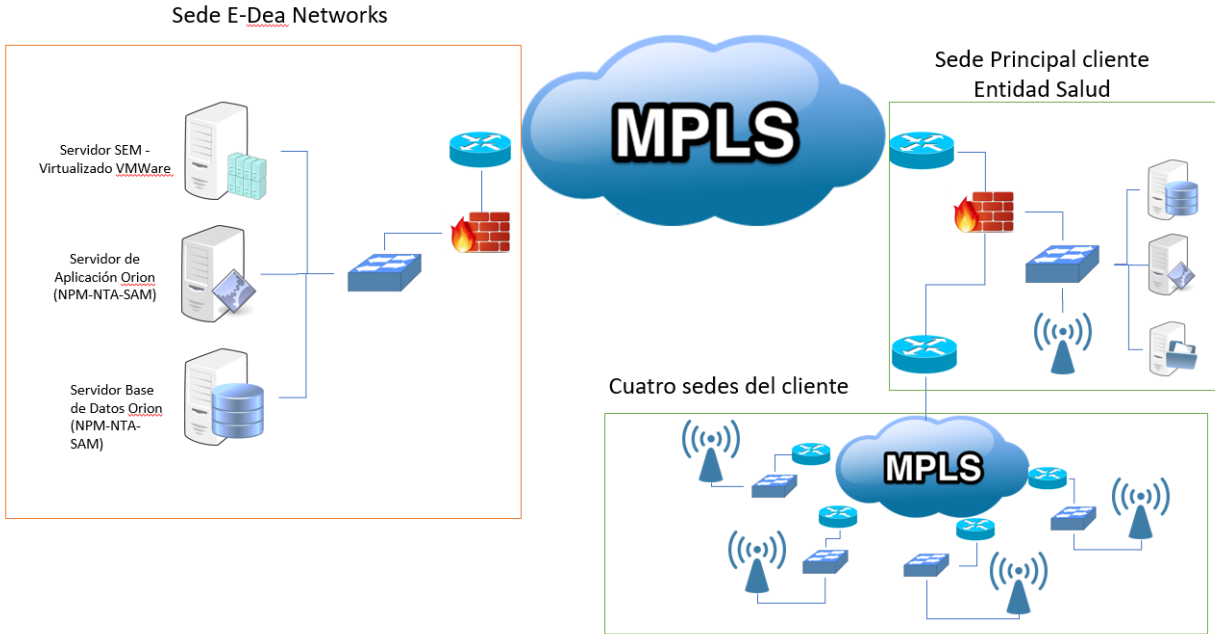 Sede E-Dea Networks
Sede Principal cliente
Entidad Salud
MPLS
Servidor SEM -
Virtualizado VMWare
Servidor de
Aplicación Orion
(NPM-NTA-SAM)
Servidor Base
de Datos Orion
(NPM-NTA-
SAM)
Cuatro sedes del cliente
MPLS